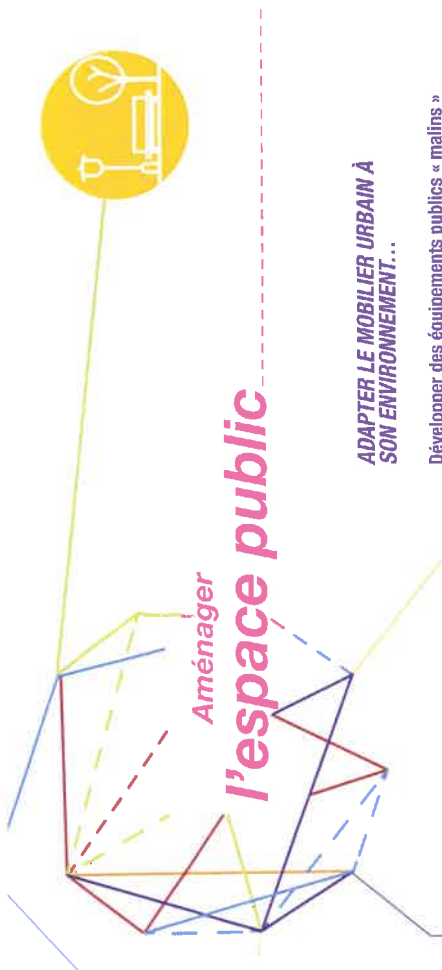 Aménager
l'espace public
ADAPTER LE MOBILIER URBAIN À
SON ENVIRONNEMENT...
Développer des équipements publics « malins »